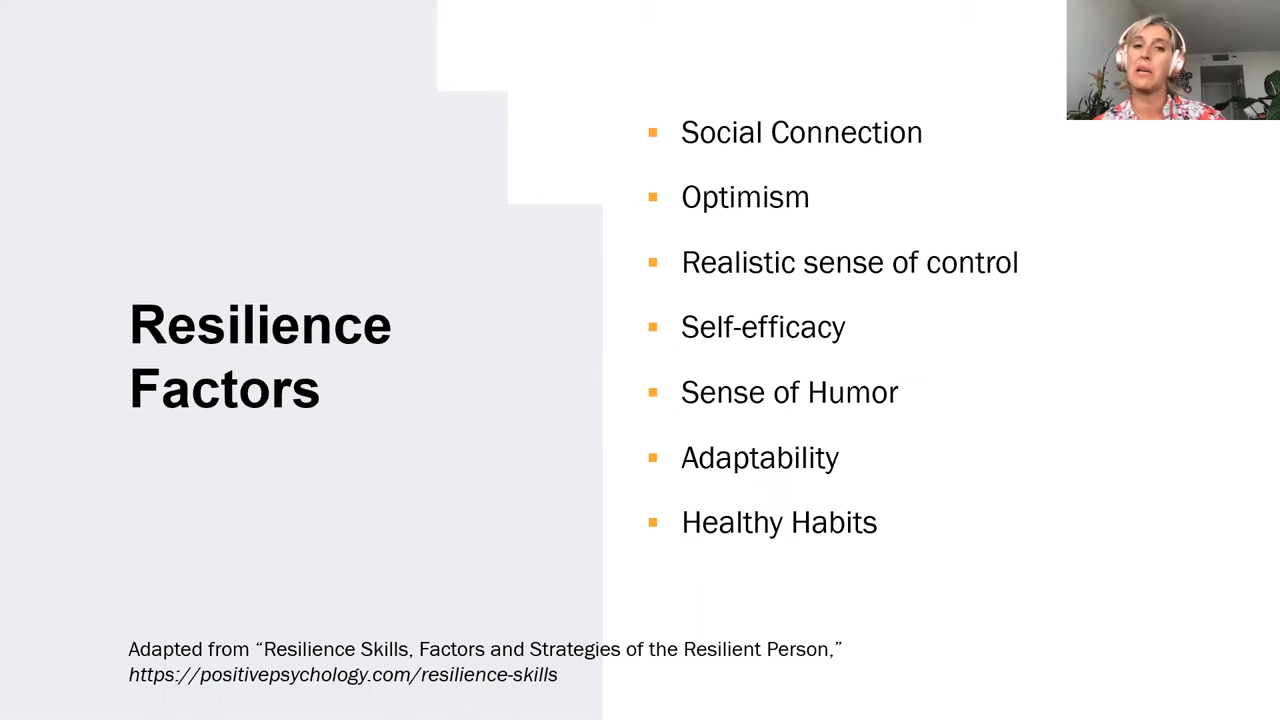 Resilience
Factors
Social Connection
Optimism
Realistic sense of control
Self-efficacy
Sense of Humor
Adaptability
Healthy Habits
Adapted from “Resilience Skills, Factors and Strategies of the Resilient Person,”
https://positivepsychology.com/resilience-skills